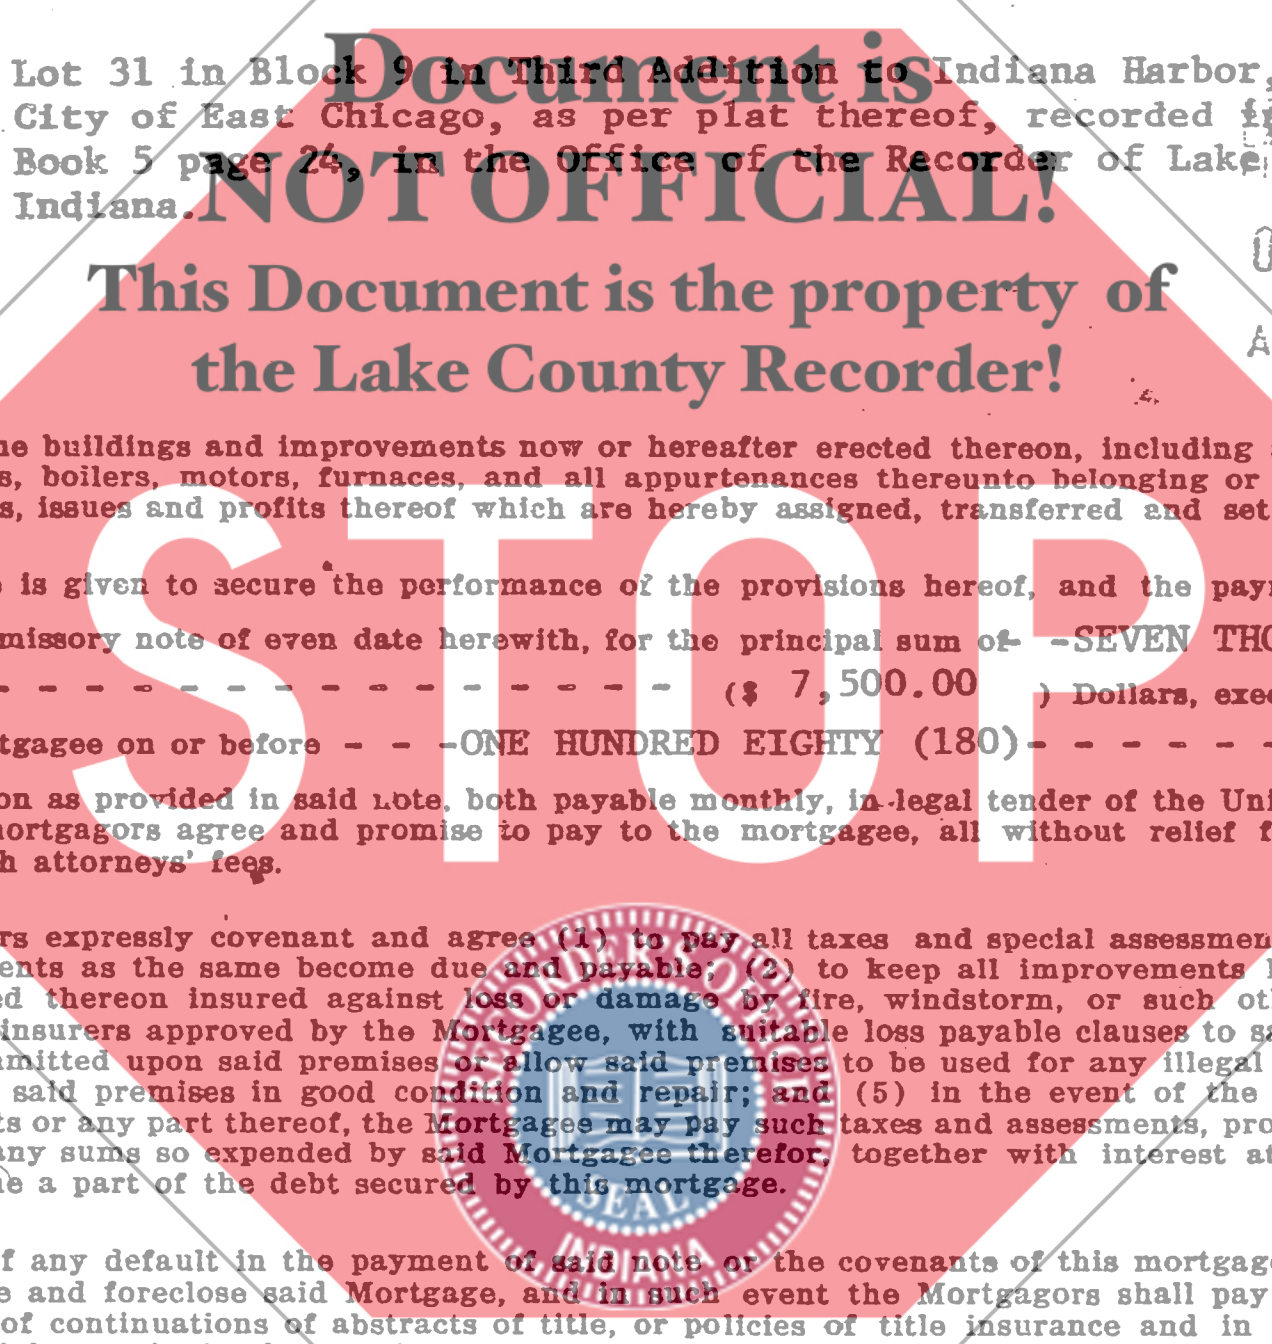 Document is
Lot 31 in Block 9 in Third Addition to Indiana Harbor,
City of East Chicago, as per plat thereof, recorded in
Book 5 page 24, in the Office of the Recorder of Lake
NOT OFFICIAL!
Indiana.
This Document is the property of
the Lake County Recorder!
buildings and improvements now or hereafter erected thereon, including
s, boilers, motors, furnaces, and all appurtenances thereunto belonging or
s, issues and profits thereof which are hereby assigned, transferred and set
is given to secure the performance of the provisions hereof, and the pay
missory note of even date herewith, for the principal sum of- -SEVEN THO
- - - - - - - - - - - - - - - ($ 7,500.00 ) Dollars, exe
tgagee on or before - - -ONE HUNDRED EIGHTY (180)- - - - - -
on as provided in said note, both payable monthly, in legal tender of the Uni
ortgagors agree and promise to pay to the mortgagee, all without relief f
h attorneys' fees.
STOP
rs expressly covenant and agree (1) to pay all taxes and special assessmen
ents as the same become due and payable; (2) to keep all improvements
ed thereon insured against loss or damage by fire, windstorm, or such ot
insurers approved by the Mortgagee, with suitable loss payable clauses to sa
mitted upon said premises or allow said premises to be used for any illegal
said premises in good condition and repair; and (5) in the event of the
ts or any part thereof, the Mortgagee may pay such taxes and assessments, pro
any sums so expended by said Mortgagee therefor, together with interest at
e a part of the debt secured by this mortgage.
RECORDER'S OFFICE
SEAL
INDIANA
f any default in the payment of said note or the covenants of this mortgage
e and foreclose said Mortgage, and in such event the Mortgagors shall pay
of continuations of abstracts of title, or policies of title insurance and in